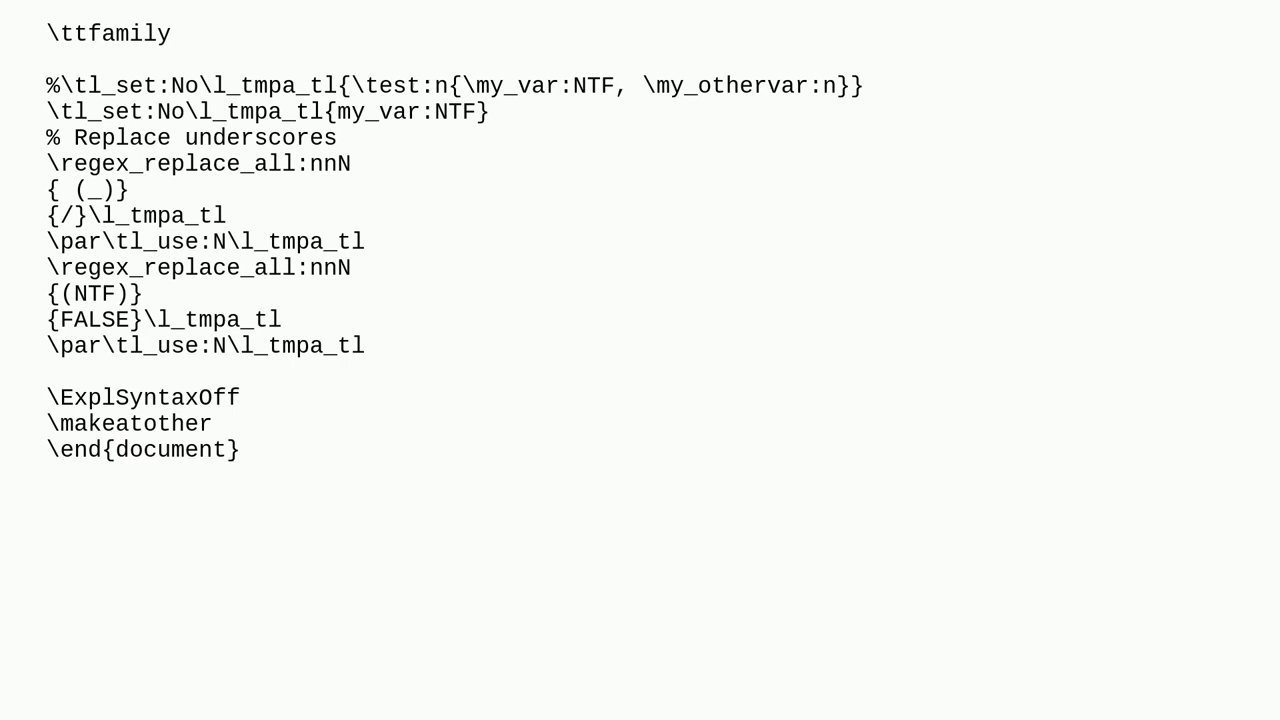 \ttfamily
%\tl_set:No\l_tmpa_tl{\test:n{\my_var:NTF, \my_othervar:n}}
\tl_set:No\l_tmpa_tl{my_var:NTF}
% Replace underscores
\regex_replace_all:nnN
{ (_)}
{/}\l_tmpa_tl
\par\tl_use:N\l_tmpa_tl
\regex_replace_all:nnN
{(NTF)}
{FALSE}\l_tmpa_tl
\par\tl_use:N\l_tmpa_tl
\ExplSyntaxOff
\makeatother
\end{document}